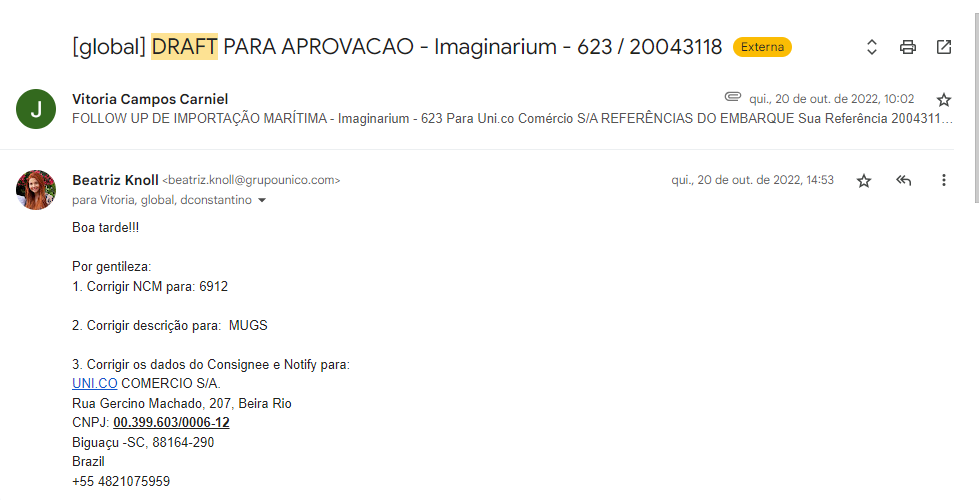 [global] DRAFT PARA APROVACAO - Imaginarium - 623 / 20043118 Externa
J
Vitoria Campos Carniel
qui., 20 de out. de 2022, 10:02
FOLLOW UP DE IMPORTAÇÃO MARÍTIMA - Imaginarium - 623 Para Uni.co Comércio S/A REFERÊNCIAS DO EMBARQUE Sua Referência 2004311...
Beatriz Knoll <beatriz.knoll@grupounico.com>
qui., 20 de out. de 2022, 14:53
para Vitoria, global, dconstantino
Boa tarde!!!
Por gentileza:
1. Corrigir NCM para: 6912
2. Corrigir descrição para:  MUGS
3. Corrigir os dados do Consignee e Notify para:
UNI.CO COMERCIO S/A.
Rua Gercino Machado, 207, Beira Rio
CNPJ: 00.399.603/0006-12
Biguaçu -SC, 88164-290
Brazil
+55 4821075959